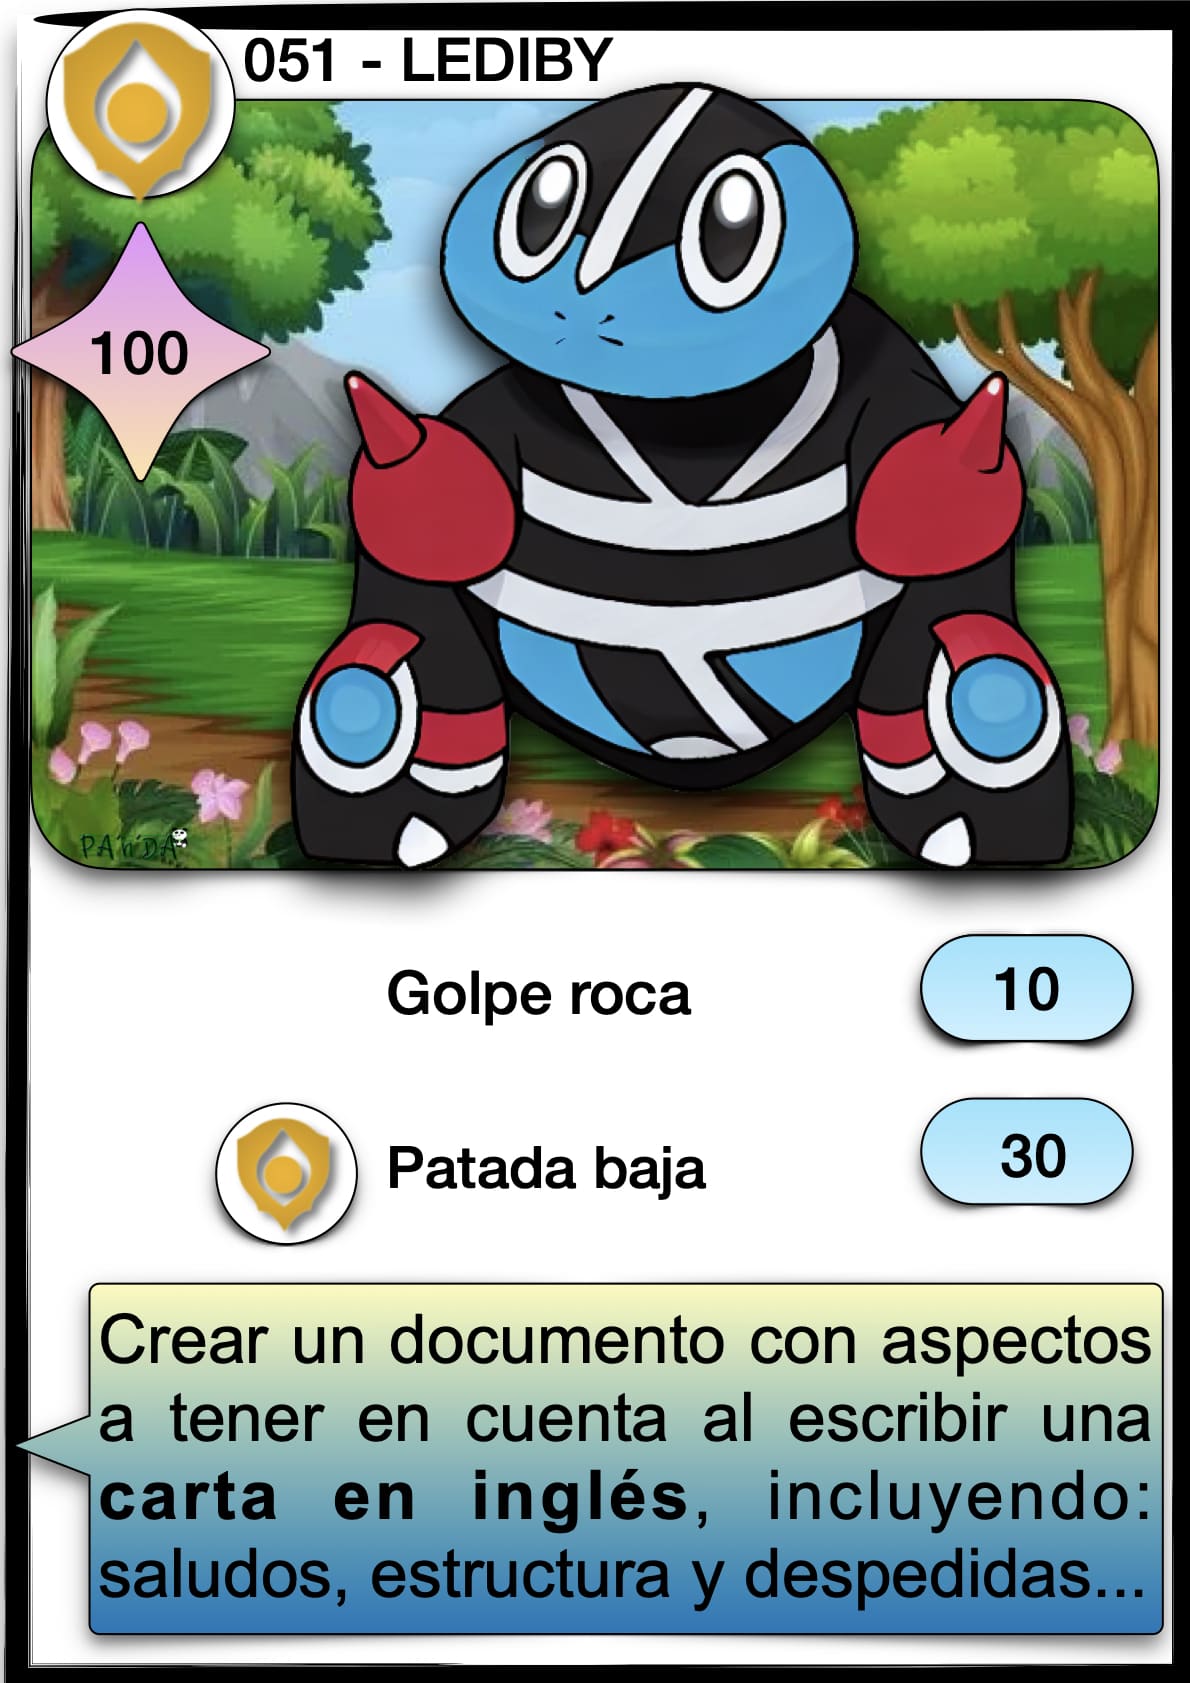 051 - LEDIBY
100
PANDA
Golpe roca
10
Patada baja
30
Crear un documento con aspectos
a tener en cuenta al escribir una
carta en inglés, incluyendo:
saludos, estructura y despedidas...